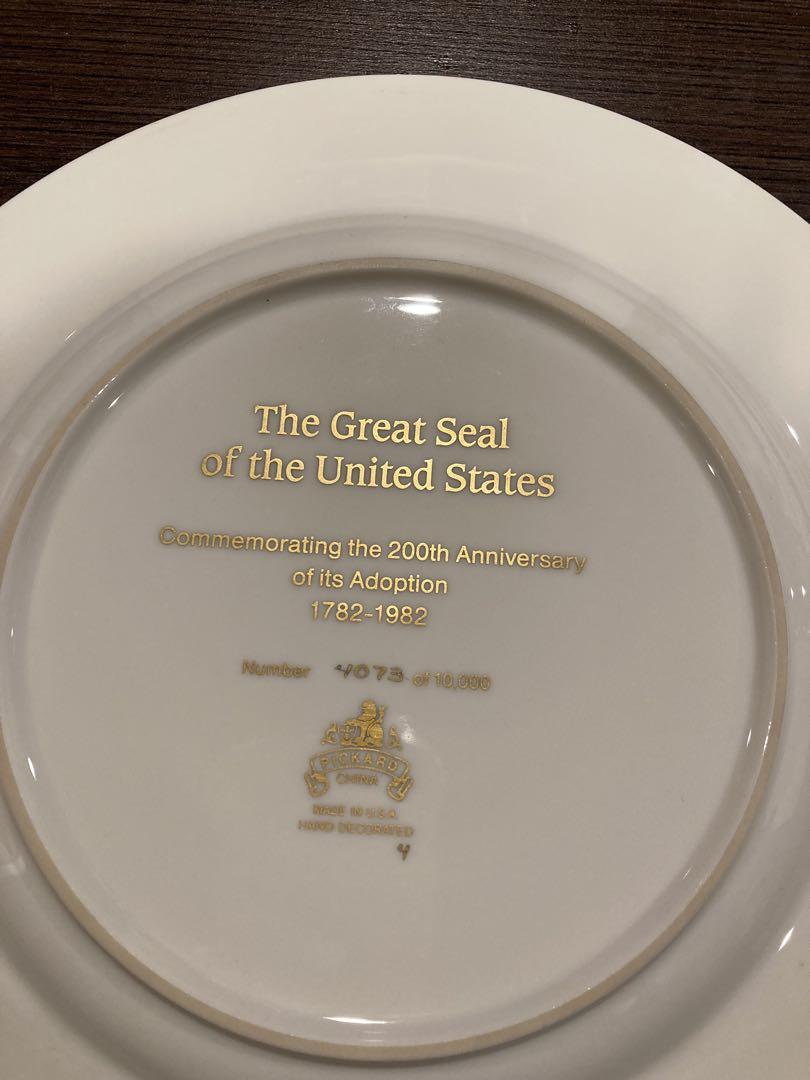 The Great Seal
of the United States
Commemorating the 200th Anniversary
of its Adoption
1782-1982
Number 4073 of 10,000
PICKARD
CHINA
MADE IN U.S.A.
HAND DECORATED
4